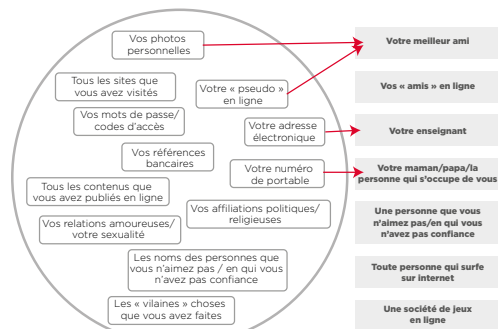 Vos photos
personnelles
Tous les sites que
vous avez visités
Votre « pseudo »
en ligne
Vos mots de passe/
codes d'accès
Votre adresse
électronique
Vos références
bancaires
Votre numéro
de portable
Tous les contenus que
vous avez publiés en ligne
Vos affiliations politiques/
religieuses
Vos relations amoureuses/
votre sexualité
Les noms des personnes que
vous n'aimez pas / en qui vous
n'avez pas confiance
Les « vilaines » choses
que vous avez faites
Votre meilleur ami
Vos « amis » en ligne
Votre enseignant
Votre maman/papa/la
personne qui s'occupe de vous
Une personne que vous
n'aimez pas/en qui vous
n'avez pas confiance
Toute personne qui surfe
sur internet
Une société de jeux
en ligne